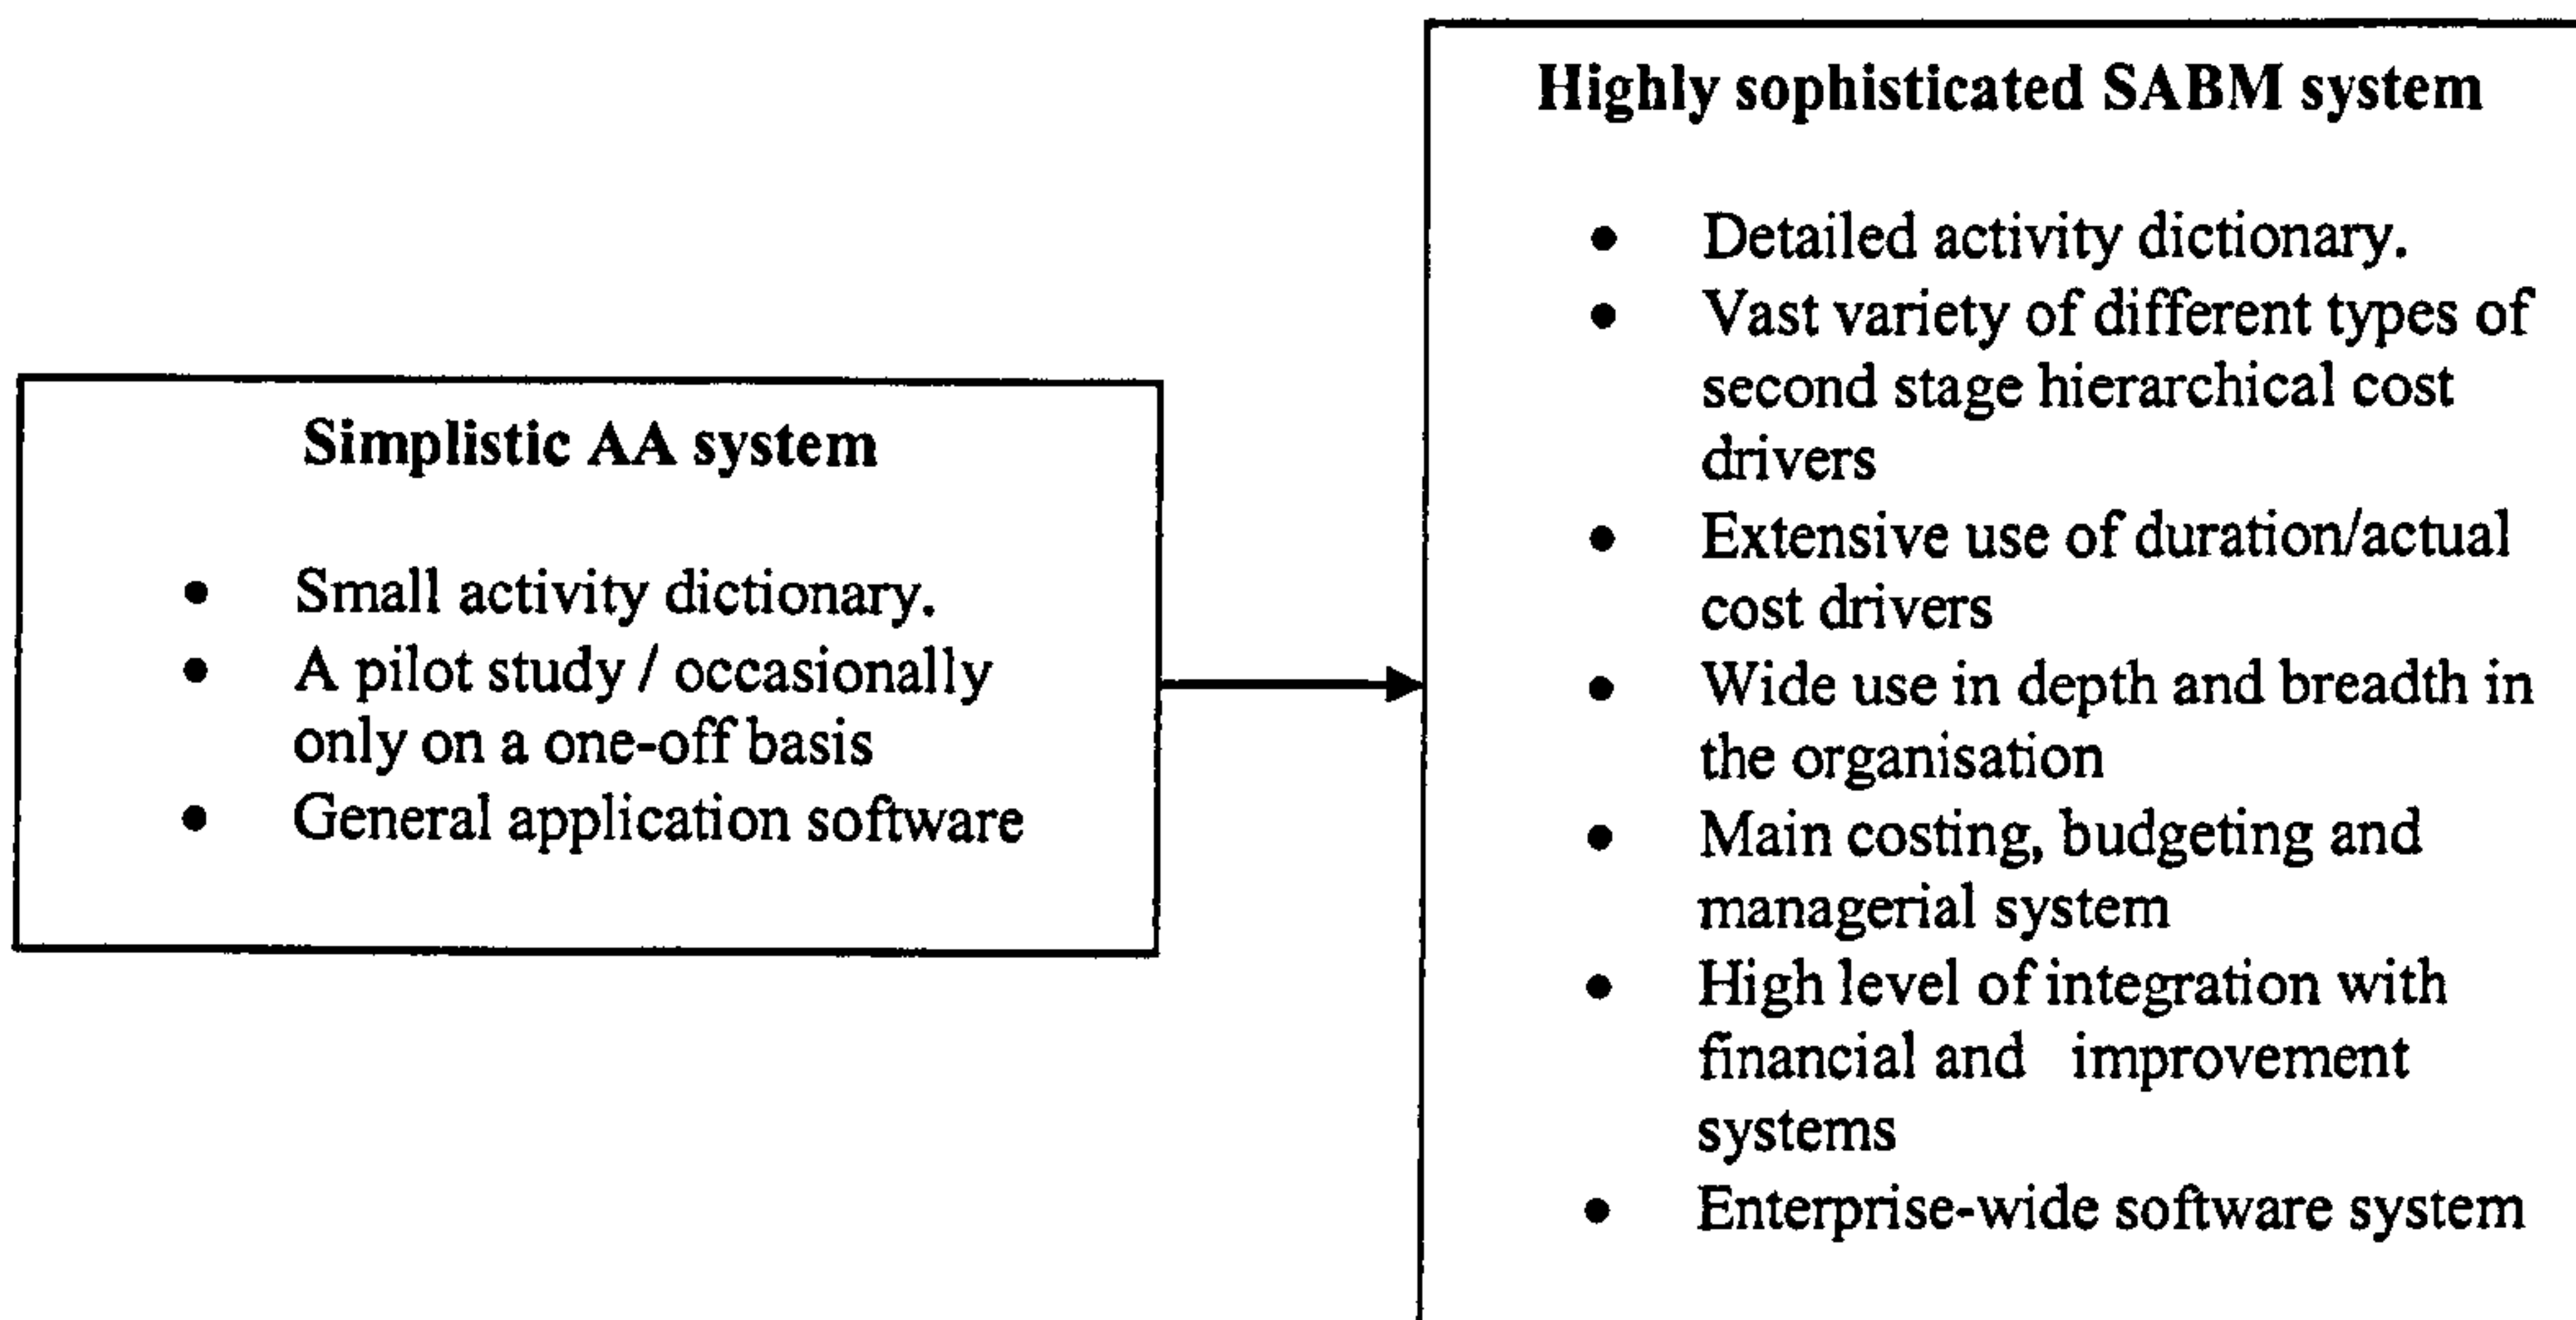 Simplistic AA system
• Small activity dictionary.
• A pilot study / occasionally
only on a one-off basis
• General application software
Highly sophisticated SABM system
• Detailed activity dictionary.
• Vast variety of different types of
second stage hierarchical cost
drivers
• Extensive use of duration/actual
cost drivers
• Wide use in depth and breadth in
the organisation
• Main costing, budgeting and
managerial system
• High level of integration with
financial and improvement
systems
• Enterprise-wide software system